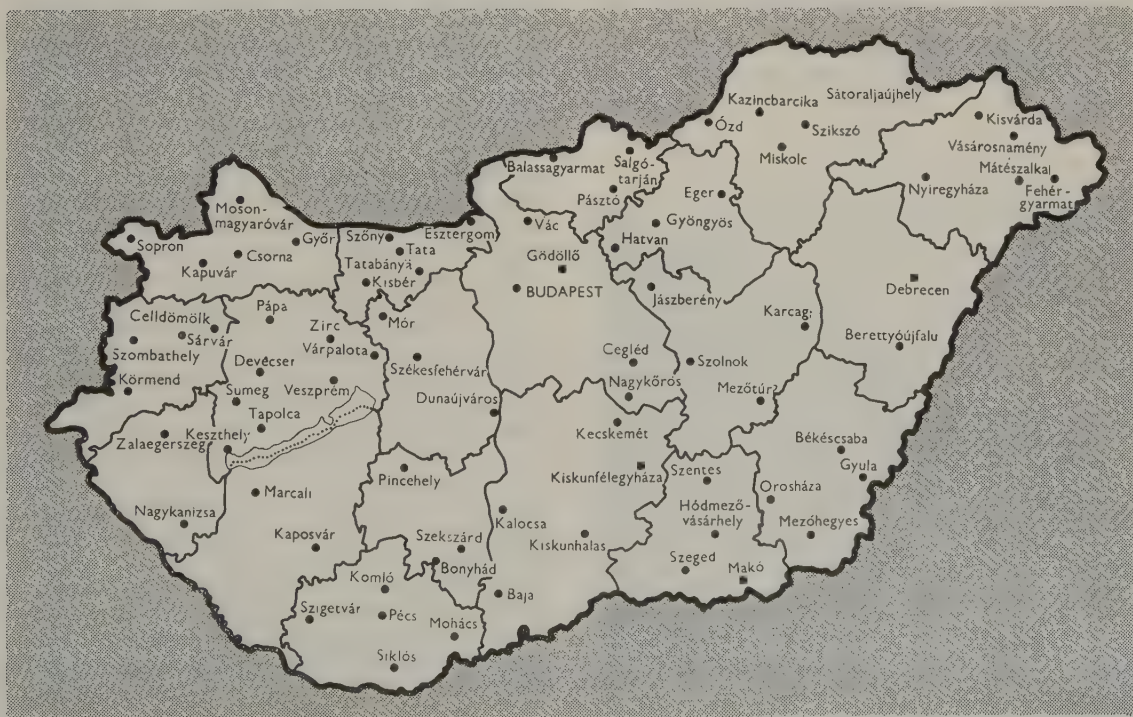 Sátoraljaújhely
Kazincbarcika
Kisvárda
Ózd
Szikszó
Vásárosnamény
Balassagyarmat
Salgó-
tarján
Miskolc
Mátészalkal
Nyiregyháza
Fehér-
gyarmat
Pásztó
Eger
Moson-
magyaróvár
Vác
Gyöngyös
Sopron
Győr
Szőny
Esztergom
Tata
Hatvan
Csorna
Kapuvár
Tatabánya
Kisbér
Gödöllő
BUDAPEST
Jászberény
Debrecen
Pápa
Mór
Karcag
Celldömölk
Sárvár
Zirc
Várpalota
Berettyóújfalu
Szombathely
Devecser
Székesfehérvár
Cegléd
Szolnok
Körmend
Sumeg
Veszprém
Nagykőrös
Mezőtúr
Tapolca
Dunaújváros
Zalaegerszeg
Keszthely
Kecskemét
Békéscsaba
Gyula
Pincehely
Kiskunfélegyháza
Szentes
Marcali
Orosháza
Nagykanizsa
Kalocsa
Hódmező-
vásárhely
Mezőhegyes
Kaposvár
Szekszárd
Kiskunhalas
Bonyhád
Szeged
Makó
Komló
Baja
Szigetvár
Pécs
Mohács
Siklós